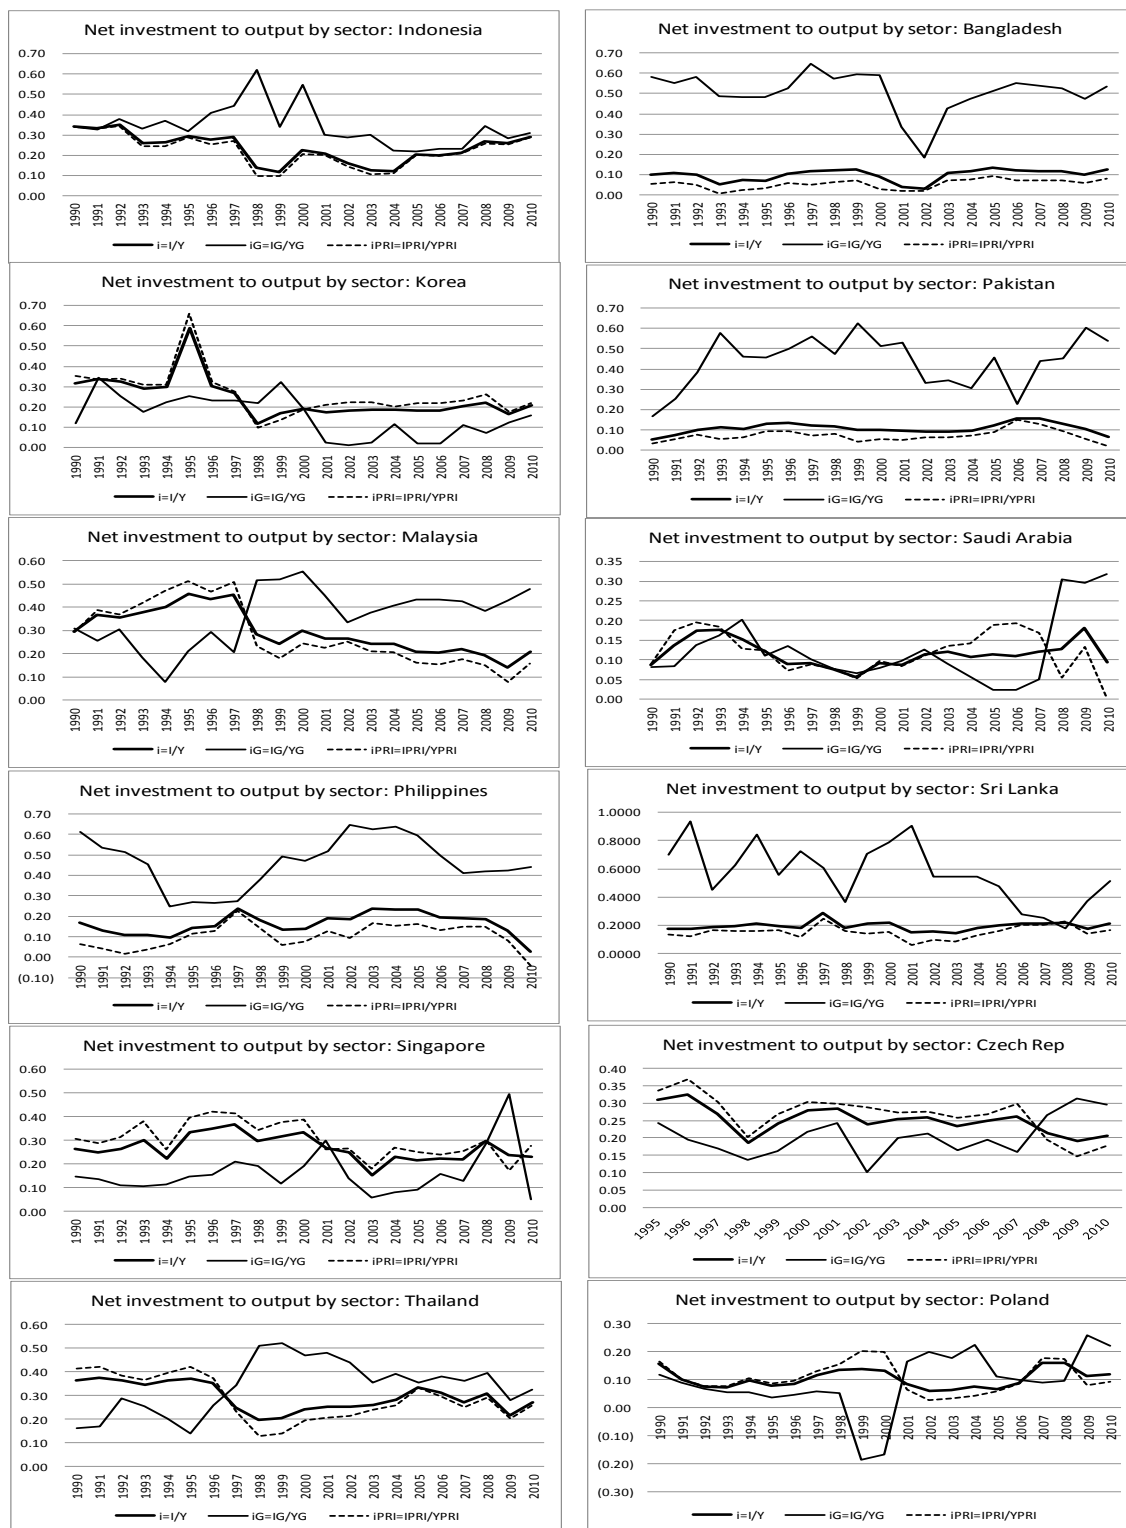 Net investment to output by sector: Indonesia
0.70
0.60
0.50
0.40
0.30
0.20
0.10
0.00
1990 1991 1992 1993 1994 1995 1996 1997 1998 1999 2000 2001 2002 2003 2004 2005 2006 2007 2008 2009 2010
i=I/Y iG=IG/YG iPRI=IPRI/YPRI
Net investment to output by setor: Bangladesh
0.70
0.60
0.50
0.40
0.30
0.20
0.10
0.00
1990 1991 1992 1993 1994 1995 1996 1997 1998 1999 2000 2001 2002 2003 2004 2005 2006 2007 2008 2009 2010
i=I/Y iG=IG/YG iPRI=IPRI/YPRI
Net investment to output by sector: Korea
0.70
0.60
0.50
0.40
0.30
0.20
0.10
0.00
1990 1991 1992 1993 1994 1995 1996 1997 1998 1999 2000 2001 2002 2003 2004 2005 2006 2007 2008 2009 2010
i=I/Y iG=IG/YG iPRI=IPRI/YPRI
Net investment to output by sector: Pakistan
0.70
0.60
0.50
0.40
0.30
0.20
0.10
0.00
1990 1991 1992 1993 1994 1995 1996 1997 1998 1999 2000 2001 2002 2003 2004 2005 2006 2007 2008 2009 2010
i=I/Y iG=IG/YG iPRI=IPRI/YPRI
Net investment to output by sector: Malaysia
0.60
0.50
0.40
0.30
0.20
0.10
0.00
1990 1991 1992 1993 1994 1995 1996 1997 1998 1999 2000 2001 2002 2003 2004 2005 2006 2007 2008 2009 2010
i=I/Y iG=IG/YG iPRI=IPRI/YPRI
Net investment to output by sector: Saudi Arabia
0.35
0.30
0.25
0.20
0.15
0.10
0.05
0.00
1990 1991 1992 1993 1994 1995 1996 1997 1998 1999 2000 2001 2002 2003 2004 2005 2006 2007 2008 2009 2010
i=I/Y iG=IG/YG iPRI=IPRI/YPRI
Net investment to output by sector: Philippines
0.70
0.60
0.50
0.40
0.30
0.20
0.10
0.00
(0.10)
1990 1991 1992 1993 1994 1995 1996 1997 1998 1999 2000 2001 2002 2003 2004 2005 2006 2007 2008 2009 2010
i=I/Y iG=IG/YG iPRI=IPRI/YPRI
Net investment to output by sector: Sri Lanka
1.0000
0.8000
0.6000
0.4000
0.2000
0.0000
1990 1991 1992 1993 1994 1995 1996 1997 1998 1999 2000 2001 2002 2003 2004 2005 2006 2007 2008 2009 2010
i=I/Y iG=IG/YG iPRI=IPRI/YPRI
Net investment to output by sector: Singapore
0.60
0.50
0.40
0.30
0.20
0.10
0.00
1990 1991 1992 1993 1994 1995 1996 1997 1998 1999 2000 2001 2002 2003 2004 2005 2006 2007 2008 2009 2010
i=I/Y iG=IG/YG iPRI=IPRI/YPRI
Net investment to output by sector: Czech Rep
0.40
0.35
0.30
0.25
0.20
0.15
0.10
0.05
0.00
1995 1996 1997 1998 1999 2000 2001 2002 2003 2004 2005 2006 2007 2008 2009 2010
i=I/Y iG=IG/YG iPRI=IPRI/YPRI
Net investment to output by sector: Thailand
0.60
0.50
0.40
0.30
0.20
0.10
0.00
1990 1991 1992 1993 1994 1995 1996 1997 1998 1999 2000 2001 2002 2003 2004 2005 2006 2007 2008 2009 2010
i=I/Y iG=IG/YG iPRI=IPRI/YPRI
Net investment to output by sector: Poland
0.30
0.20
0.10
0.00
(0.10)
(0.20)
(0.30)
1990 1991 1992 1993 1994 1995 1996 1997 1998 1999 2000 2001 2002 2003 2004 2005 2006 2007 2008 2009 2010
i=I/Y iG=IG/YG iPRI=IPRI/YPRI